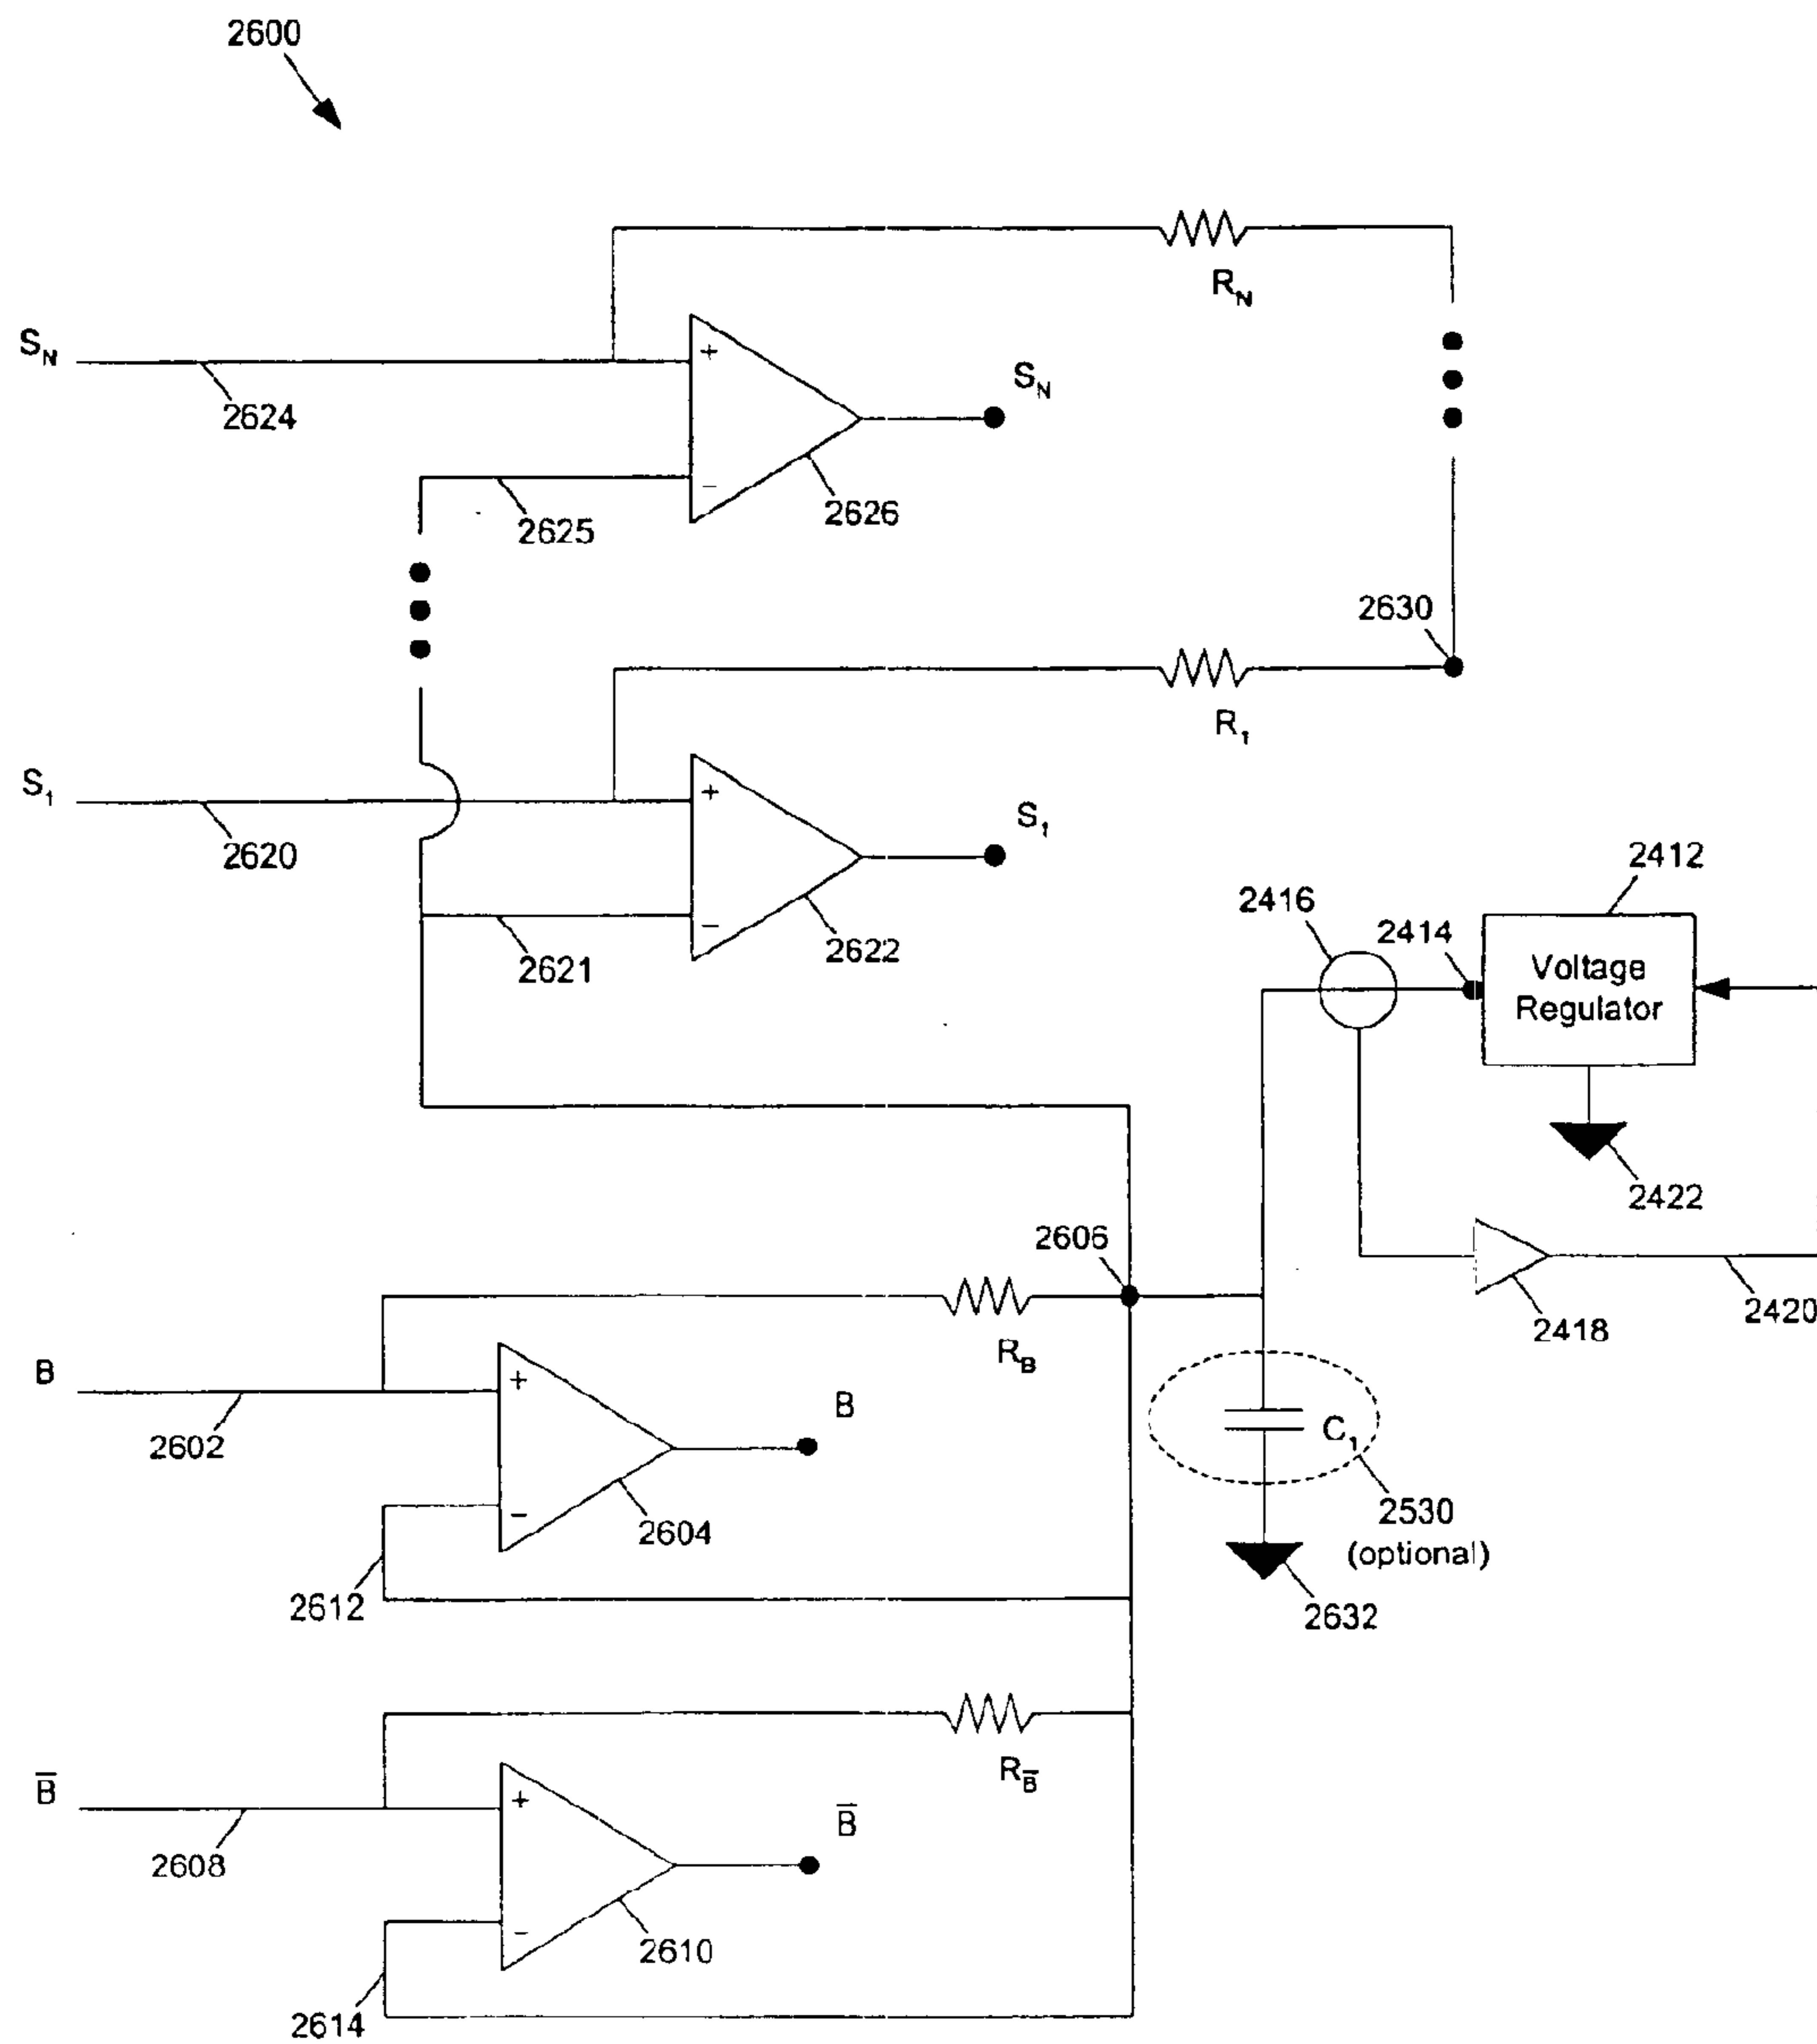 2600
R_N
S_N
+
S_N
2624
−
2626
2625
2630
R_1
S_1
+
S_1
2620
2412
2416
2414
−
2622
2621
Voltage
Regulator
2422
2606
2420
2418
R_B
B
+
B
C_1
2602
2530
(optional)
−
2604
2612
2632
R_B̅
B̅
+
B̅
2608
−
2610
2614